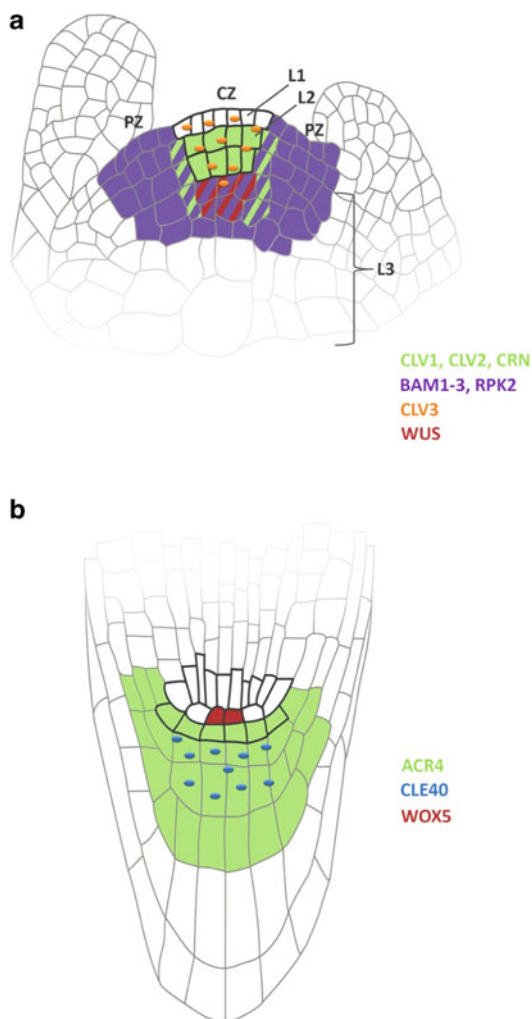 a
L1
CZ
L2
PZ
PZ
L3
CLV1, CLV2, CRN
BAM1-3, RPK2
CLV3
WUS
b
ACR4
CLE40
WOX5